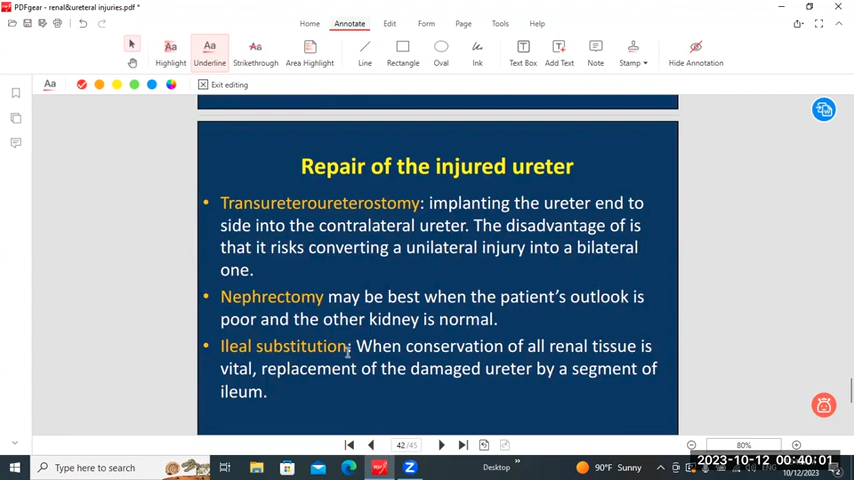 PDFgear - renal&ureteral injuries.pdf *
Home Annotate Edit Form Page Tools Help
Highlight Underline Strikethrough Area Highlight Line Rectangle Oval Ink Text Box Add Text Note Stamp Hide Annotation
Aa Exit editing
Repair of the injured ureter
• Transureteroureterostomy: implanting the ureter end to
side into the contralateral ureter. The disadvantage of is
that it risks converting a unilateral injury into a bilateral
one.
• Nephrectomy may be best when the patient's outlook is
poor and the other kidney is normal.
• Ileal substitution: When conservation of all renal tissue is
vital, replacement of the damaged ureter by a segment of
ileum.
42 /45
80%
Type here to search
Desktop
90°F Sunny
2023-10-12 00:40:01
10/12/2023